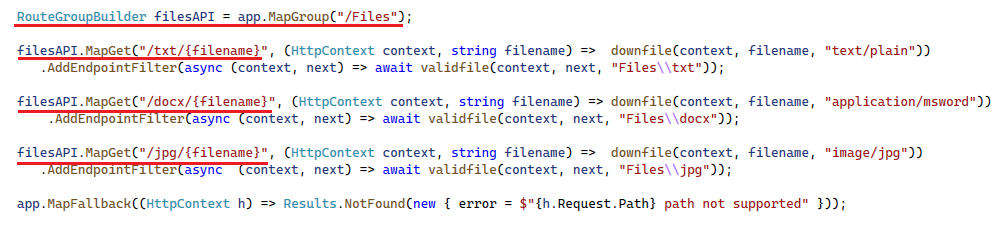 RouteGroupBuilder filesAPI = app.MapGroup("/Files");
filesAPI.MapGet("/txt/{filename}", (HttpContext context, string filename) =>  downfile(context, filename, "text/plain"))
.AddEndpointFilter(async (context, next) => await validfile(context, next, "Files\\txt"));
filesAPI.MapGet("/docx/{filename}", (HttpContext context, string filename) => downfile(context, filename, "application/msword"))
.AddEndpointFilter(async (context, next) => await validfile(context, next, "Files\\docx"));
filesAPI.MapGet("/jpg/{filename}", (HttpContext context, string filename) =>  downfile(context, filename, "image/jpg"))
.AddEndpointFilter(async  (context, next) => await validfile(context, next, "Files\\jpg"));
app.MapFallback((HttpContext h) => Results.NotFound(new { error = $"{h.Request.Path} path not supported" }));